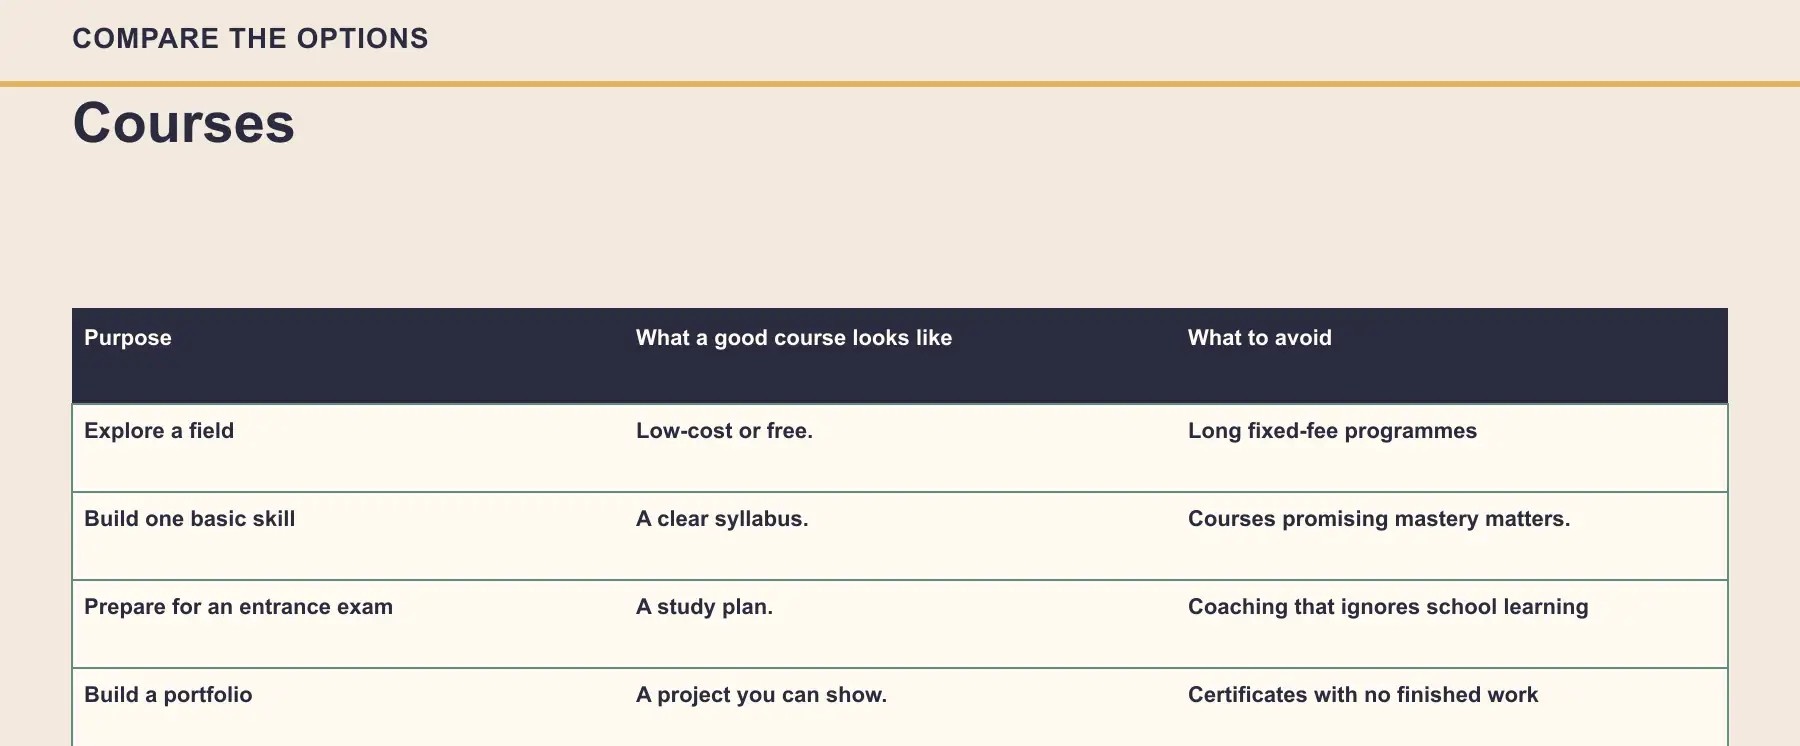 COMPARE THE OPTIONS
Courses
Purpose What a good course looks like What to avoid
Explore a field Low-cost or free. Long fixed-fee programmes
Build one basic skill A clear syllabus. Courses promising mastery matters.
Prepare for an entrance exam A study plan. Coaching that ignores school learning
Build a portfolio A project you can show. Certificates with no finished work